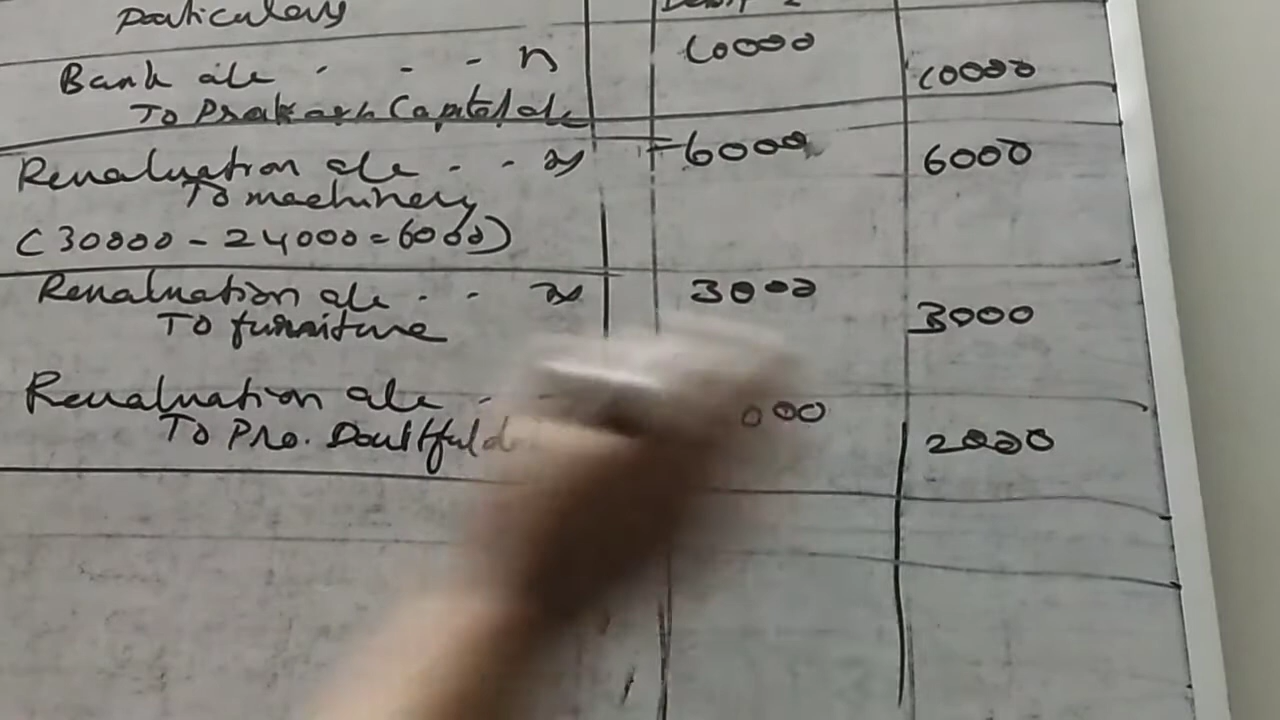 Particulars
Bank a/c - - - Dr 10000
To Prakash Capital a/c 10000
Revaluation a/c - - Dr 6000 6000
To machinery
(30000 - 24000 = 6000)
Revaluation a/c - - Dr 3000
To furniture 3000
Revaluation a/c - - 000
To Pro. Doubtful d 2000